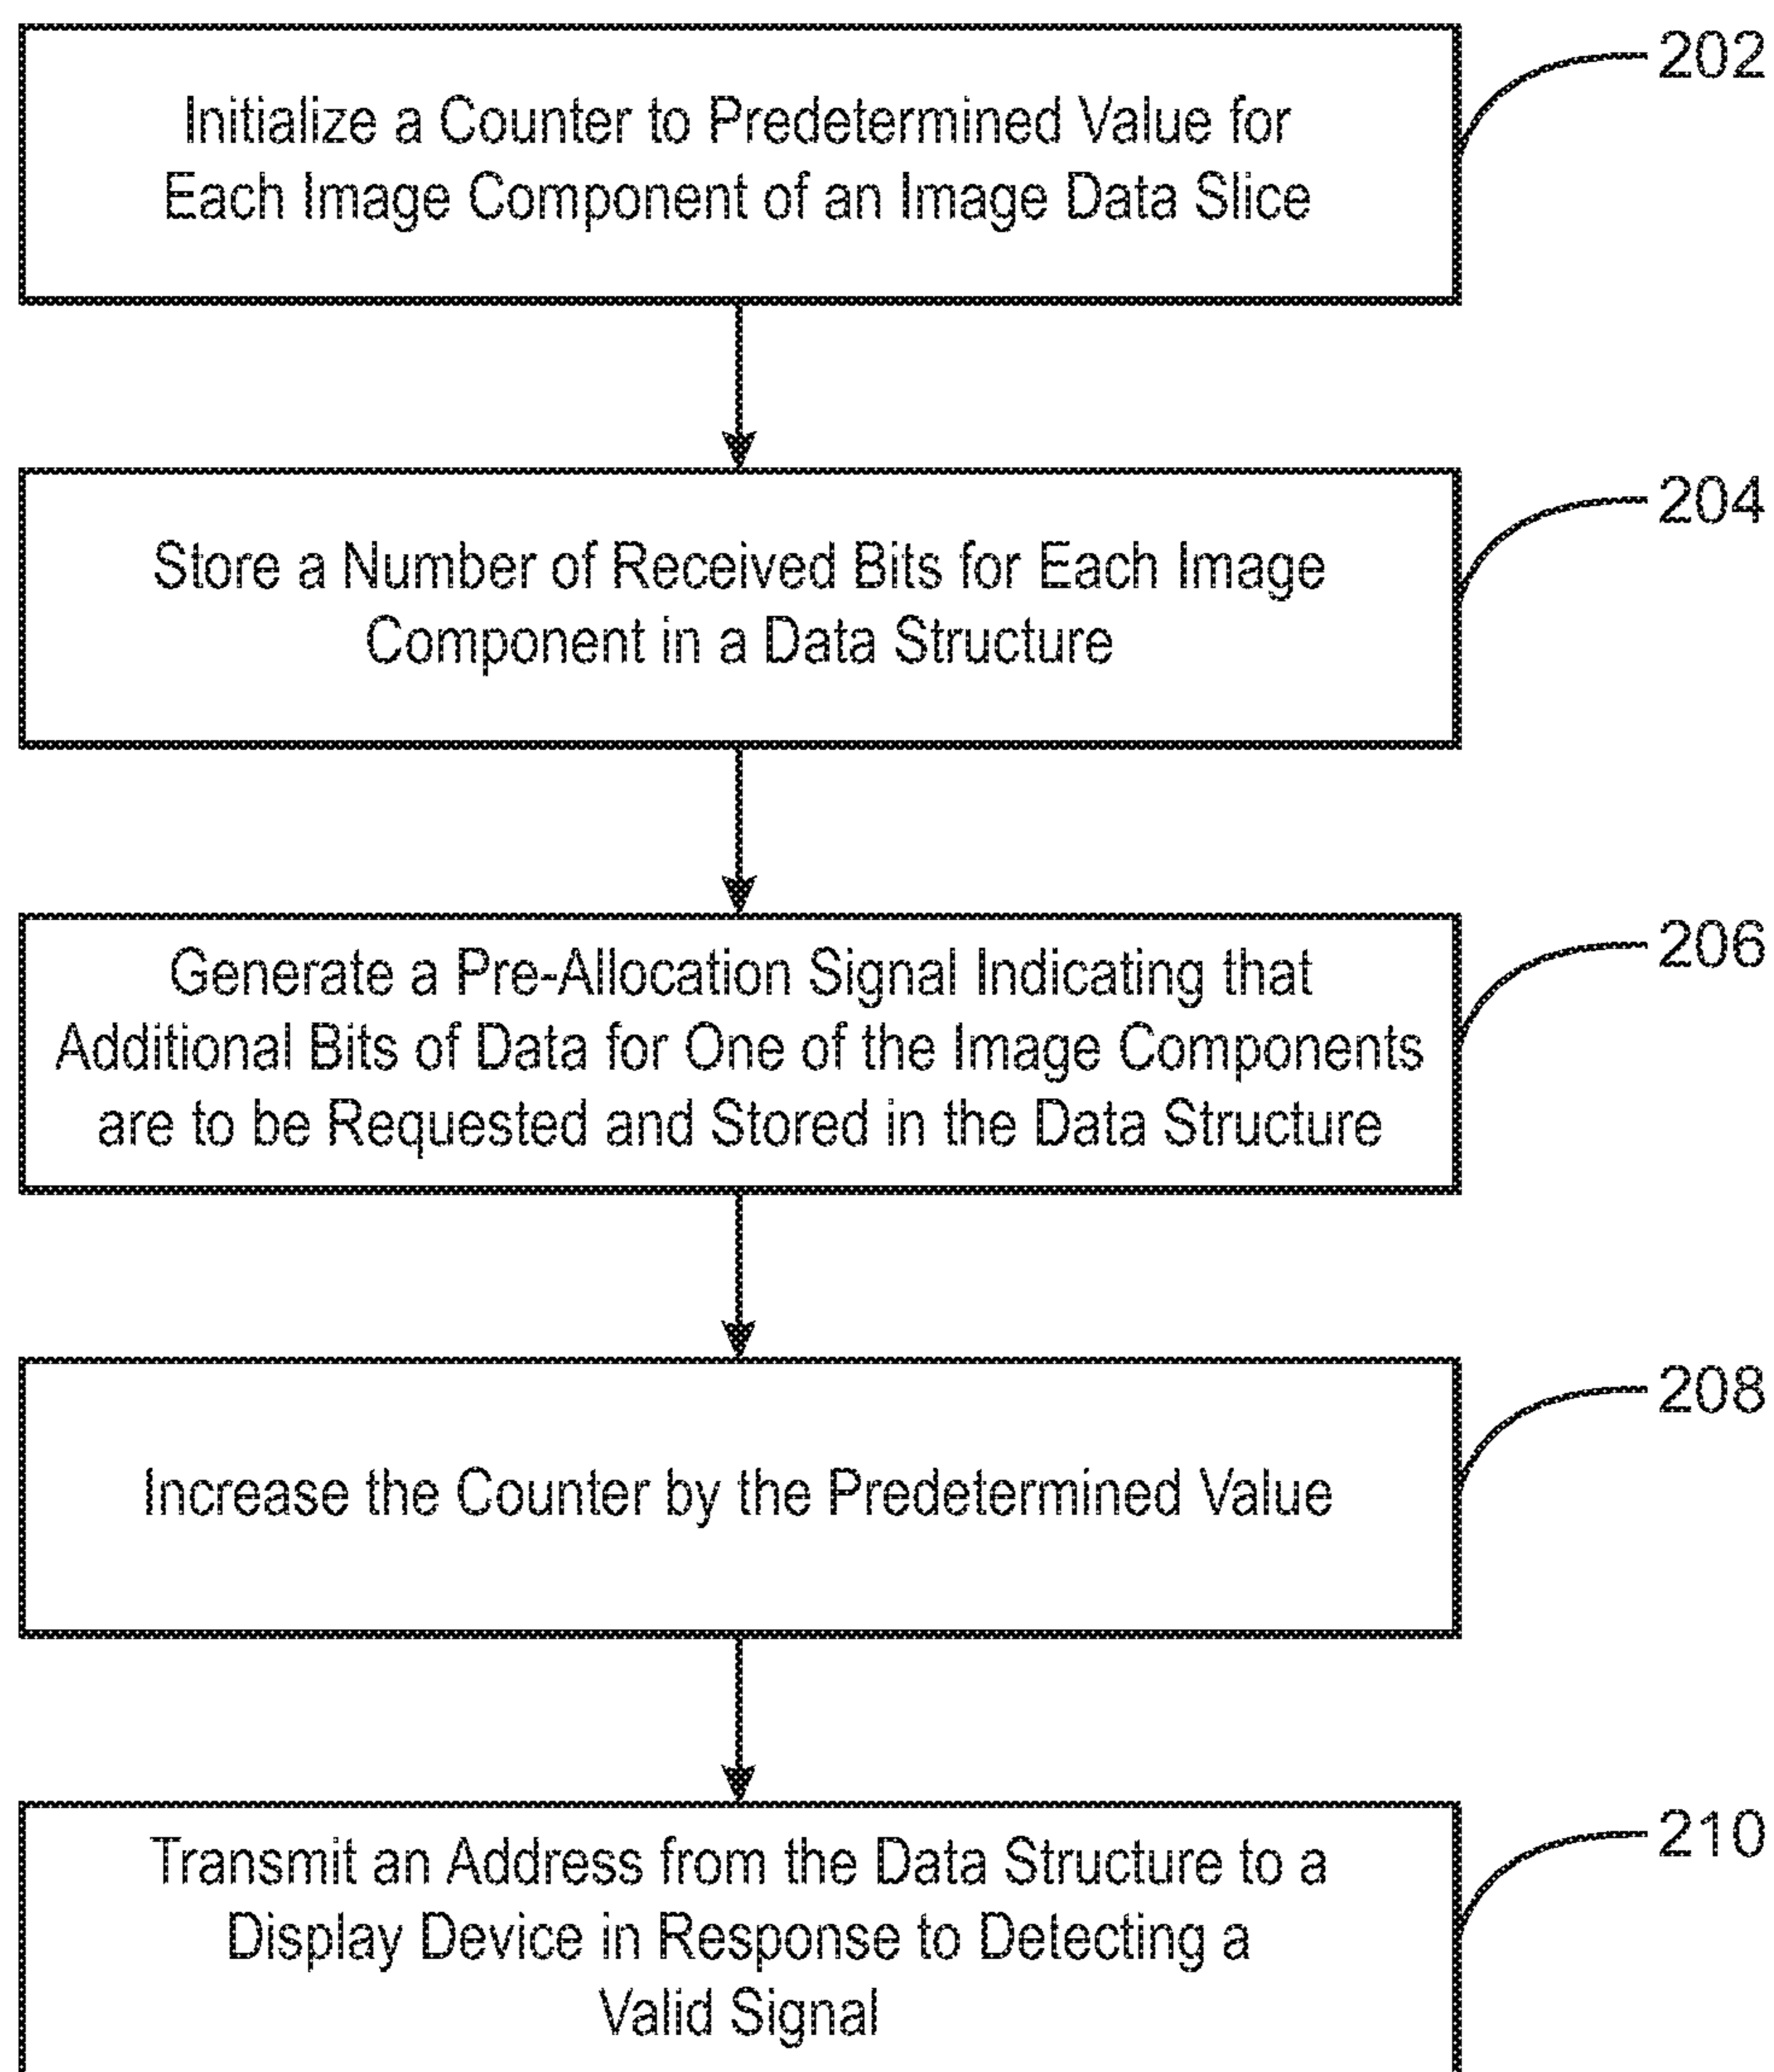 Initialize a Counter to Predetermined Value for
Each Image Component of an Image Data Slice
202
Store a Number of Received Bits for Each Image
Component in a Data Structure
204
Generate a Pre-Allocation Signal Indicating that
Additional Bits of Data for One of the Image Components
are to be Requested and Stored in the Data Structure
206
Increase the Counter by the Predetermined Value
208
Transmit an Address from the Data Structure to a
Display Device in Response to Detecting a
Valid Signal
210